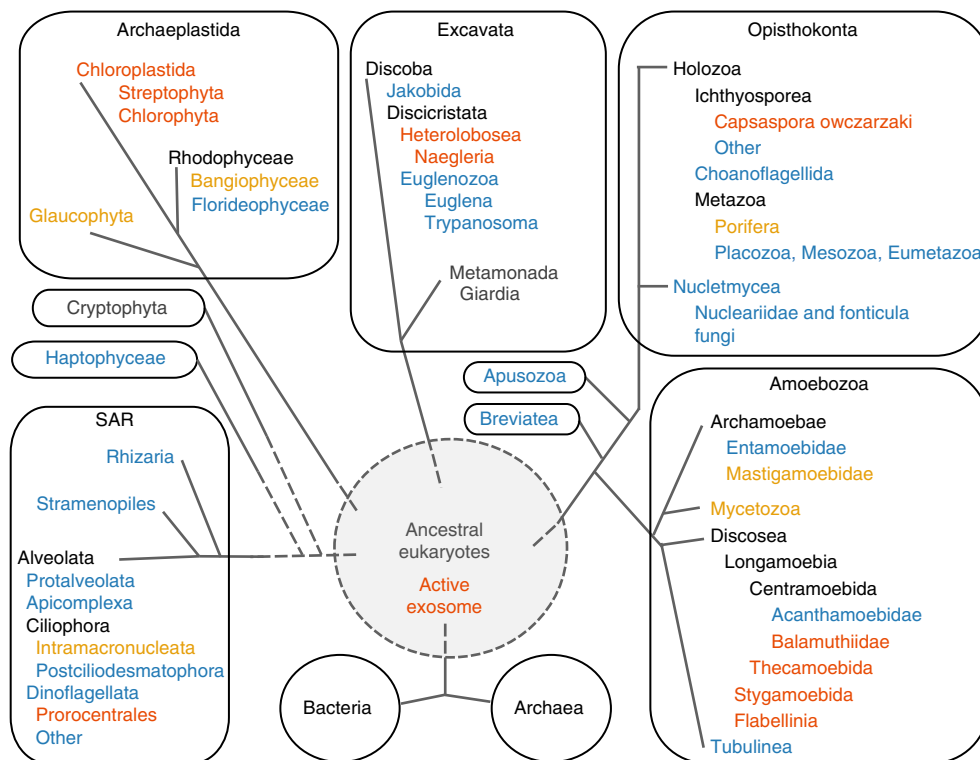 Archaeplastida
Chloroplastida
Streptophyta
Chlorophyta
Rhodophyceae
Bangiophyceae
Florideophyceae
Glaucophyta
Cryptophyta
Haptophyceae
SAR
Rhizaria
Stramenopiles
Alveolata
Protalveolata
Apicomplexa
Ciliophora
Intramacronucleata
Postciliodesmatophora
Dinoflagellata
Prorocentrales
Other
Excavata
Discoba
Jakobida
Discicristata
Heterolobosea
Naegleria
Euglenozoa
Euglena
Trypanosoma
Metamonada
Giardia
Apusozoa
Breviatea
Ancestral
eukaryotes
Active
exosome
Bacteria
Archaea
Opisthokonta
Holozoa
Ichthyosporea
Capsaspora owczarzaki
Other
Choanoflagellida
Metazoa
Porifera
Placozoa, Mesozoa, Eumetazoa
Nucletmycea
Nucleariidae and fonticula
fungi
Amoebozoa
Archamoebae
Entamoebidae
Mastigamoebidae
Mycetozoa
Discosea
Longamoebia
Centramoebida
Acanthamoebidae
Balamuthiidae
Thecamoebida
Stygamoebida
Flabellinia
Tubulinea